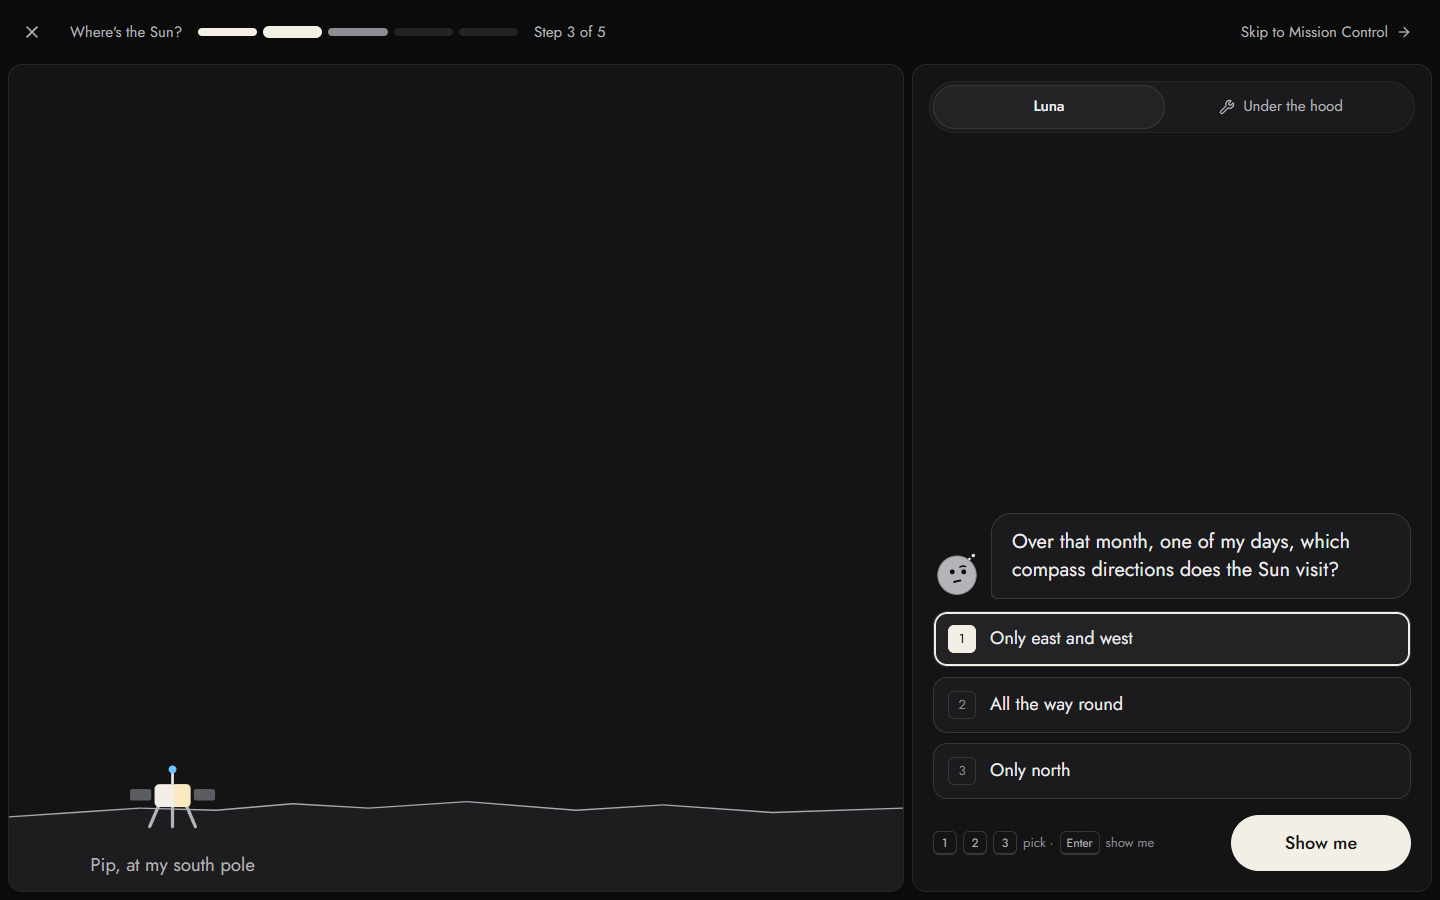 Where's the Sun?
Step 3 of 5
Skip to Mission Control
Luna
Under the hood
Over that month, one of my days, which
compass directions does the Sun visit?
1 Only east and west
2 All the way round
3 Only north
1 2 3 pick · Enter show me
Show me
Pip, at my south pole